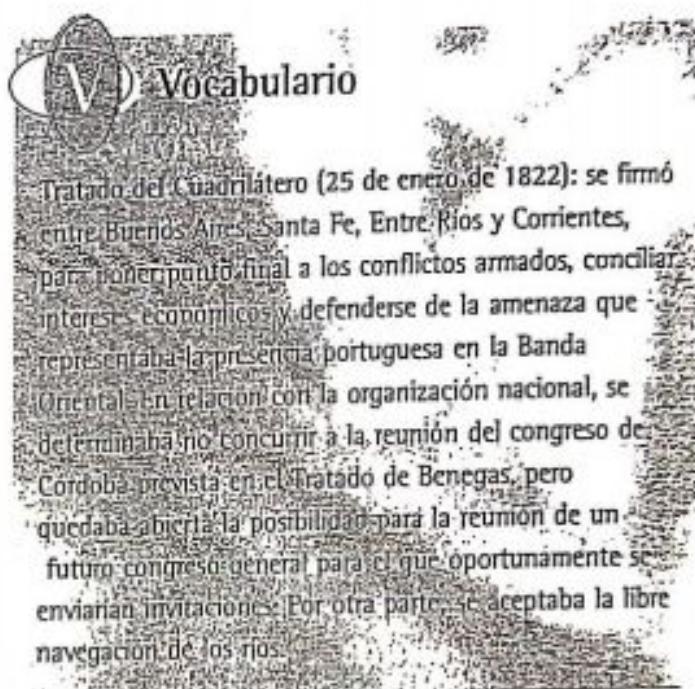 V Vocabulario
Tratado del Cuadrilátero (25 de enero de 1822): se firmó
entre Buenos Aires, Santa Fe, Entre Ríos y Corrientes,
para poner punto final a los conflictos armados, conciliar
intereses económicos y defenderse de la amenaza que
representaba la presencia portuguesa en la Banda
Oriental. En relación con la organización nacional, se
determinaba no concurrir a la reunión del congreso de
Córdoba prevista en el Tratado de Benegas, pero
quedaba abierta la posibilidad para la reunión de un
futuro congreso general para el que oportunamente se
enviarían invitaciones. Por otra parte, se aceptaba la libre
navegación de los ríos.